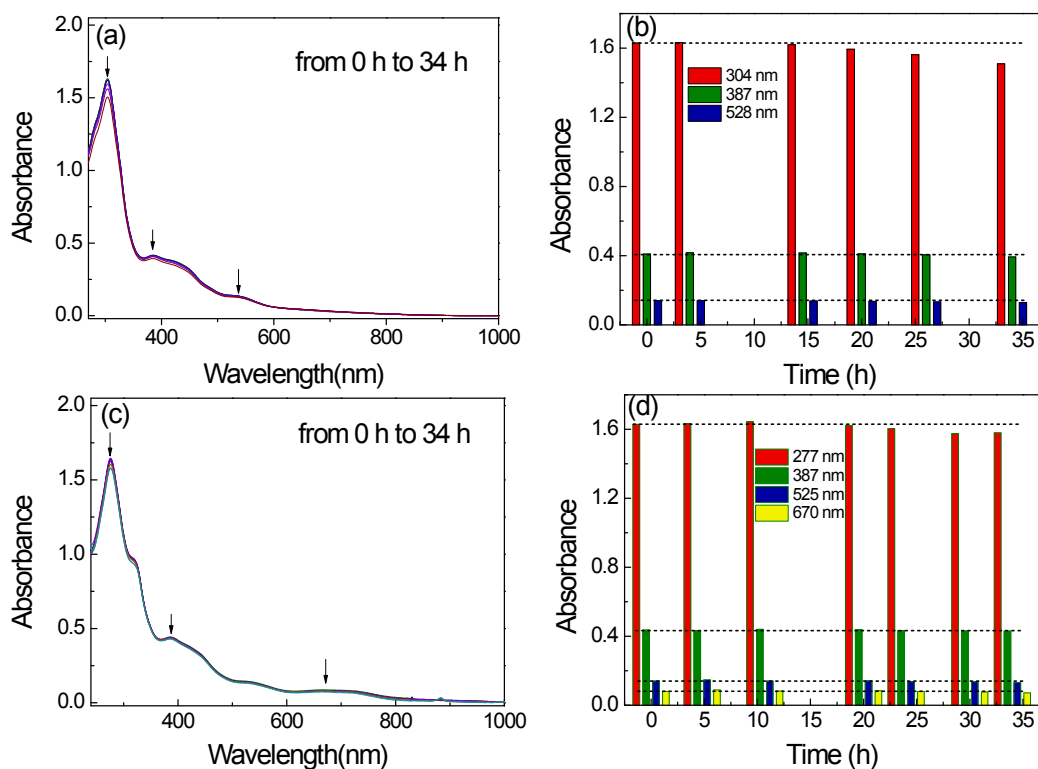 (a)
from 0 h to 34 h
2.0
1.5
1.0
0.5
0.0
400
600
800
1000
Absorbance
Wavelength(nm)
(b)
304 nm
387 nm
528 nm
1.6
1.2
0.8
0.4
0.0
0
5
10
15
20
25
30
35
Absorbance
Time (h)
(c)
from 0 h to 34 h
2.0
1.5
1.0
0.5
0.0
400
600
800
1000
Absorbance
Wavelength(nm)
(d)
277 nm
387 nm
525 nm
670 nm
1.6
1.2
0.8
0.4
0.0
0
5
10
15
20
25
30
35
Absorbance
Time (h)